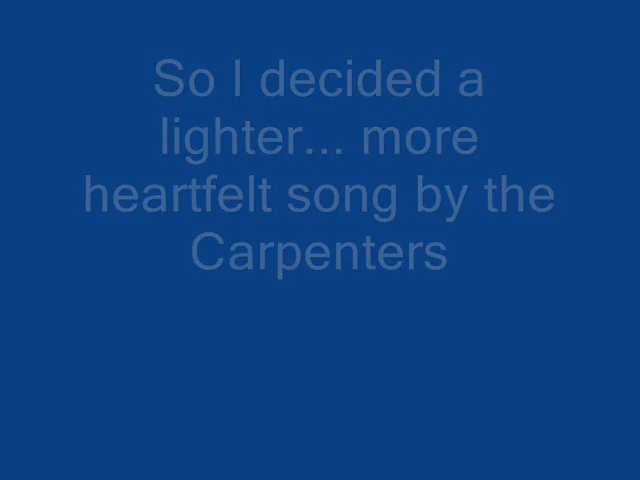 So I decided a
lighter... more
heartfelt song by the
Carpenters